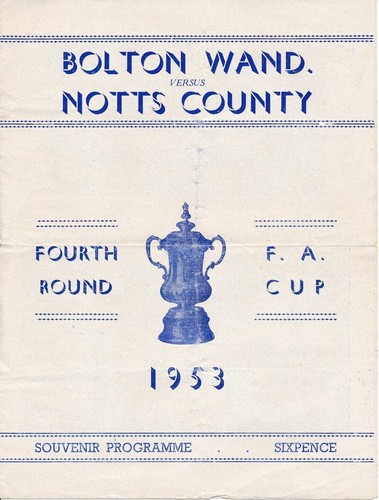 BOLTON WAND.
VERSUS
NOTTS COUNTY
FOURTH F. A.
ROUND CUP
1953
SOUVENIR PROGRAMME . . SIXPENCE